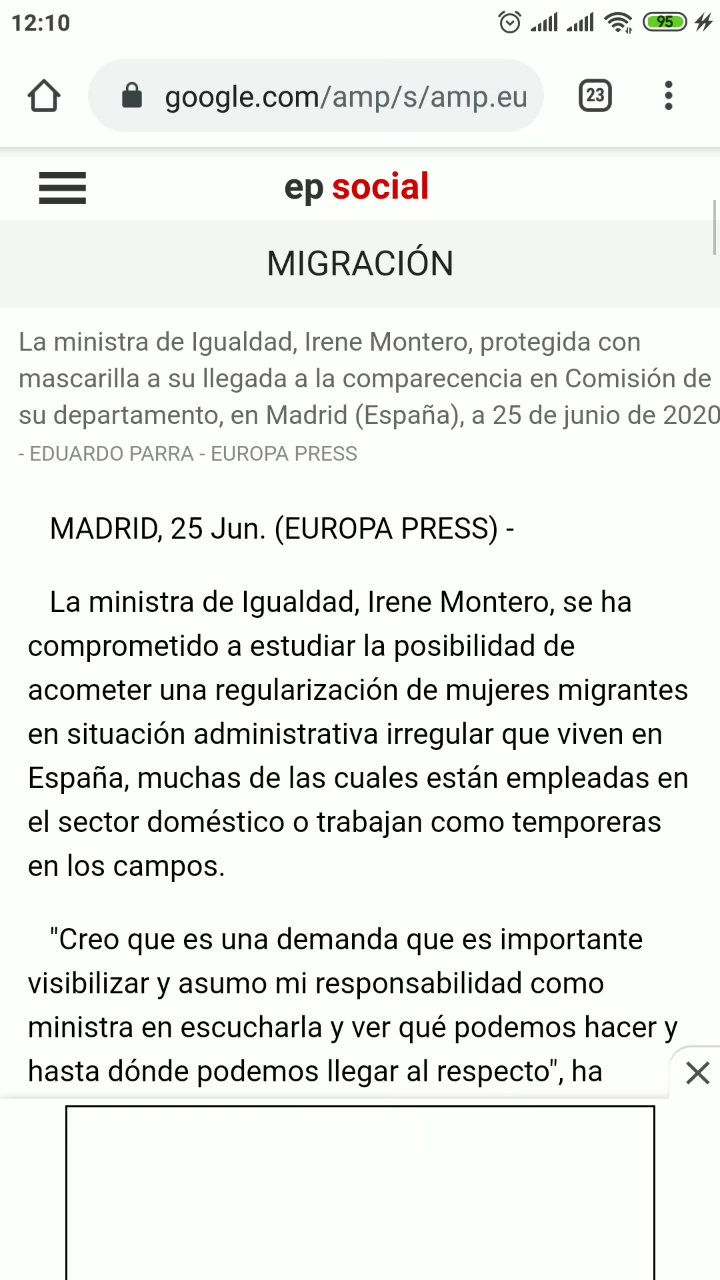 12:10
95
google.com/amp/s/amp.eu
23
ep social
MIGRACIÓN
La ministra de Igualdad, Irene Montero, protegida con
mascarilla a su llegada a la comparecencia en Comisión de
su departamento, en Madrid (España), a 25 de junio de 2020
- EDUARDO PARRA - EUROPA PRESS
MADRID, 25 Jun. (EUROPA PRESS) -
La ministra de Igualdad, Irene Montero, se ha
comprometido a estudiar la posibilidad de
acometer una regularización de mujeres migrantes
en situación administrativa irregular que viven en
España, muchas de las cuales están empleadas en
el sector doméstico o trabajan como temporeras
en los campos.
"Creo que es una demanda que es importante
visibilizar y asumo mi responsabilidad como
ministra en escucharla y ver qué podemos hacer y
hasta dónde podemos llegar al respecto", ha